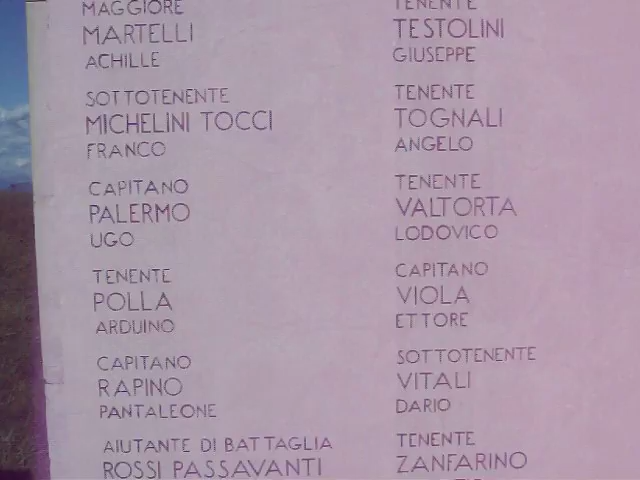 MAGGIORE
MARTELLI
ACHILLE
SOTTOTENENTE
MICHELINI TOCCI
FRANCO
CAPITANO
PALERMO
UGO
TENENTE
POLLA
ARDUINO
CAPITANO
RAPINO
PANTALEONE
AIUTANTE DI BATTAGLIA
ROSSI PASSAVANTI
TENENTE
TESTOLINI
GIUSEPPE
TENENTE
TOGNALI
ANGELO
TENENTE
VALTORTA
LODOVICO
CAPITANO
VIOLA
ETTORE
SOTTOTENENTE
VITALI
DARIO
TENENTE
ZANFARINO